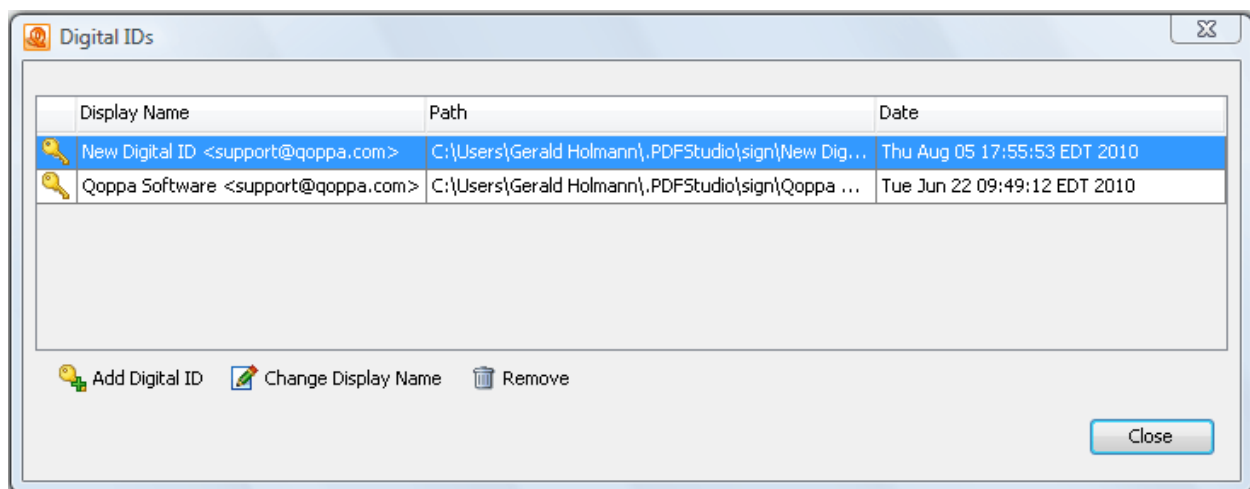 Digital IDs
Display Name Path Date
New Digital ID <support@qoppa.com> C:\Users\Gerald Holmann\.PDFStudio\sign\New Dig... Thu Aug 05 17:55:53 EDT 2010
Qoppa Software <support@qoppa.com> C:\Users\Gerald Holmann\.PDFStudio\sign\Qoppa ... Tue Jun 22 09:49:12 EDT 2010
Add Digital ID Change Display Name Remove
Close